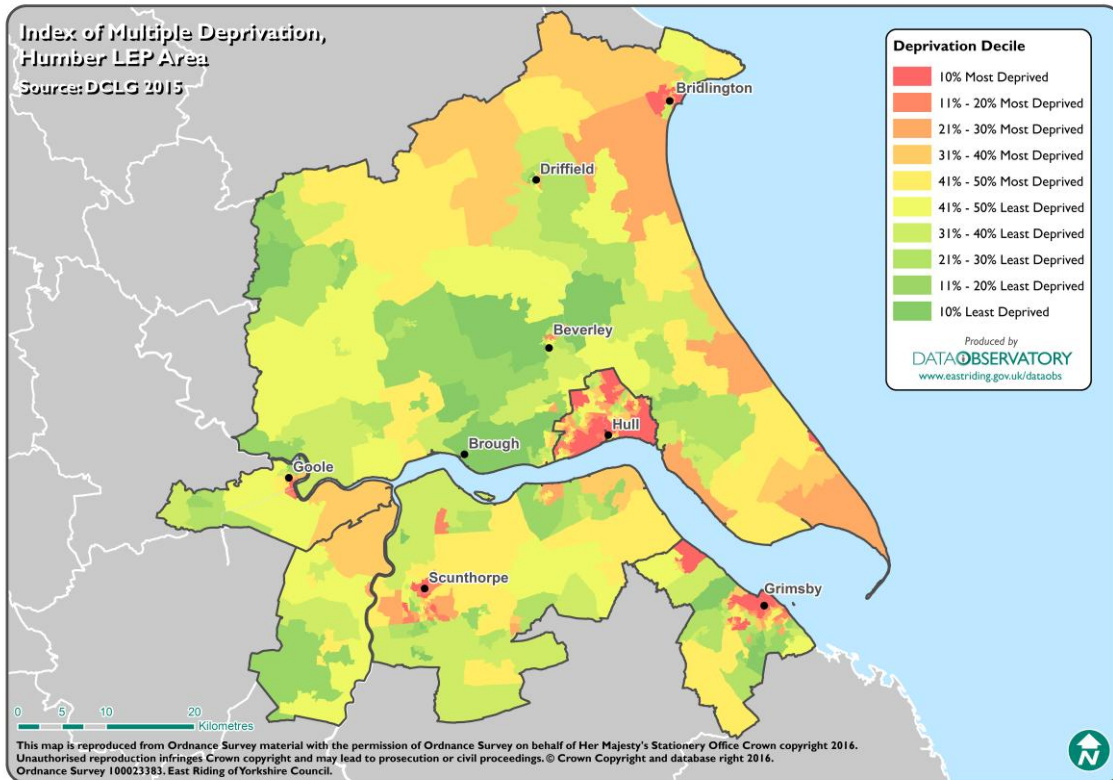 Index of Multiple Deprivation,
Humber LEP Area
Source: DCLG 2015
Deprivation Decile
10% Most Deprived
11% - 20% Most Deprived
21% - 30% Most Deprived
31% - 40% Most Deprived
41% - 50% Most Deprived
41% - 50% Least Deprived
31% - 40% Least Deprived
21% - 30% Least Deprived
11% - 20% Least Deprived
10% Least Deprived
Produced by
DATAOBSERVATORY
www.eastriding.gov.uk/dataobs
Bridlington
Driffield
Beverley
Hull
Brough
Goole
Scunthorpe
Grimsby
0 5 10 20
Kilometres
This map is reproduced from Ordnance Survey material with the permission of Ordnance Survey on behalf of Her Majesty's Stationery Office Crown copyright 2016.
Unauthorised reproduction infringes Crown copyright and may lead to prosecution or civil proceedings. © Crown Copyright and database right 2016.
Ordnance Survey 100023383. East Riding of Yorkshire Council.
N